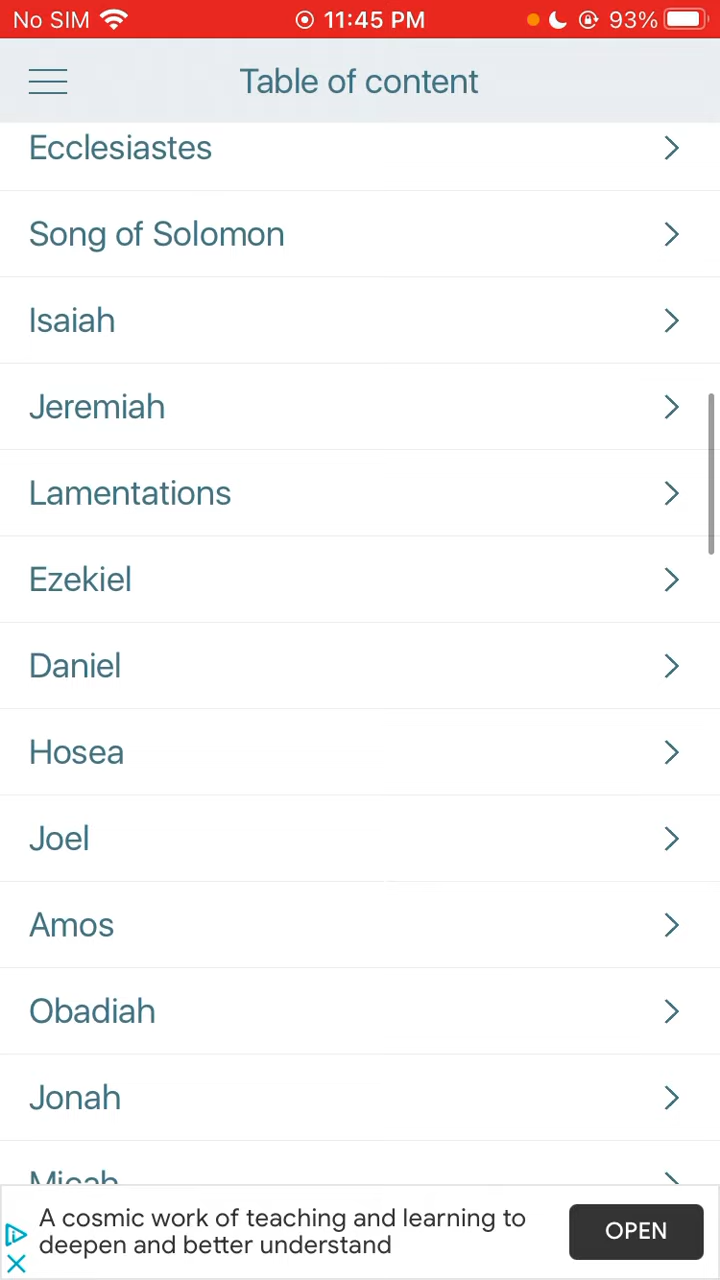 No SIM 11:45 PM 93%
Table of content
Ecclesiastes
Song of Solomon
Isaiah
Jeremiah
Lamentations
Ezekiel
Daniel
Hosea
Joel
Amos
Obadiah
Jonah
Micah
A cosmic work of teaching and learning to
deepen and better understand
OPEN